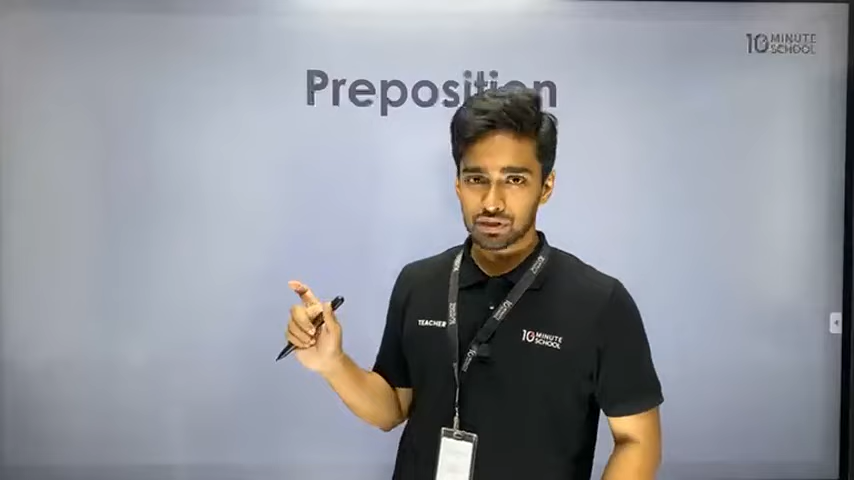 10 MINUTE
SCHOOL
Preposition
TEACHER
10 MINUTE
SCHOOL